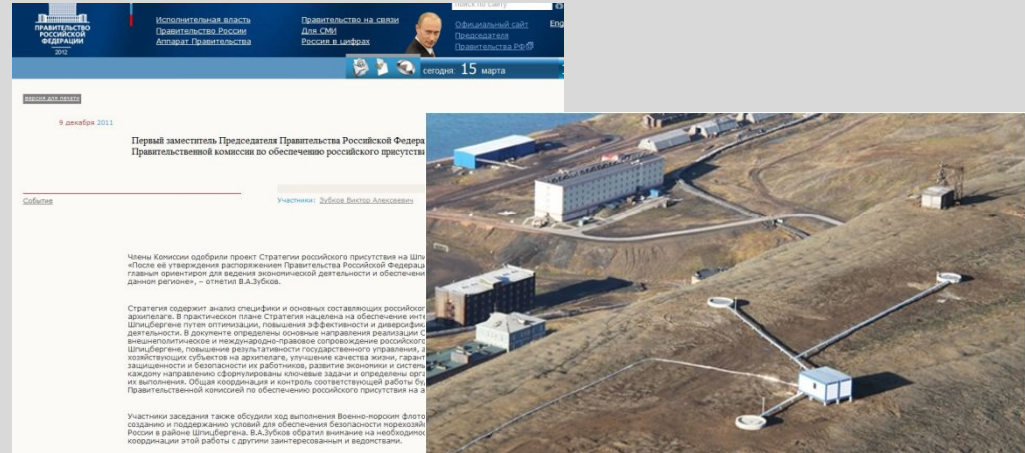 поиск по сайту
ПРАВИТЕЛЬСТВО
РОССИЙСКОЙ
ФЕДЕРАЦИИ
2012
Исполнительная власть
Правительство России
Аппарат Правительства
Правительство на связи
Для СМИ
Россия в цифрах
Официальный сайт
Председателя
Правительства РФ
Eng
сегодня: 15 марта
версия для печати
9 декабря 2011
Первый заместитель Председателя Правительства Российской Федера
Правительственной комиссии по обеспечению российского присутстви
Событие
Участники: Зубков Виктор Алексеевич
Члены Комиссии одобрили проект Стратегии российского присутствия на Шпи
«После её утверждения распоряжением Правительства Российской Федерац
главным ориентиром для ведения экономической деятельности и обеспечени
данном регионе», – отметил В.А.Зубков.
Стратегия содержит анализ специфики и основных составляющих российског
архипелаге. В практическом плане Стратегия нацелена на обеспечение инте
Шпицбергене путем оптимизации, повышения эффективности и диверсифик
деятельности. В документе определены основные направления реализации С
внешнеполитическое и международно-правовое сопровождение российского
Шпицбергене, повышение результативности государственного управления, а
хозяйствующих субъектов на архипелаге, улучшение качества жизни, гарант
защищенности и безопасности их работников, развитие экономики и систем
каждому направлению сформулированы ключевые задачи и определены орга
их выполнения. Общая координация и контроль соответствующей работы бу
Правительственной комиссией по обеспечению российского присутствия на а
Участники заседания также обсудили ход выполнения Военно-морским флото
созданию и поддержанию условий для обеспечения безопасности морехозяй
России в районе Шпицбергена. В.А.Зубков обратил внимание на необходимос
координации этой работы с другими заинтересованными ведомствами.